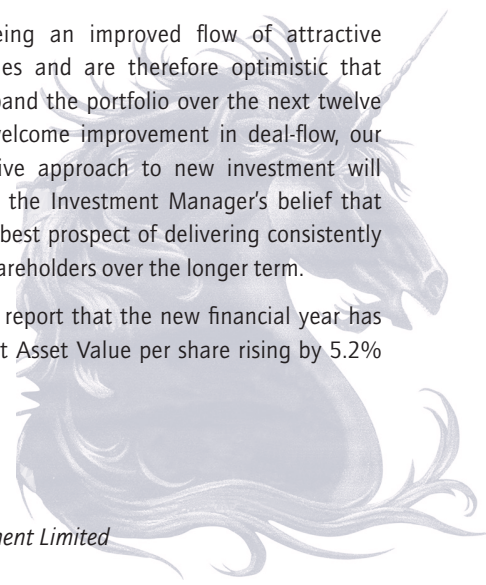 eing an improved flow of attractive
es and are therefore optimistic that
pand the portfolio over the next twelve
welcome improvement in deal-flow, our
ive approach to new investment will
the Investment Manager's belief that
best prospect of delivering consistently
areholders over the longer term.
report that the new financial year has
t Asset Value per share rising by 5.2%
ment Limited